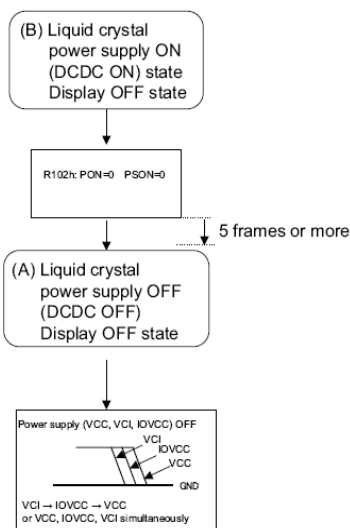 (B) Liquid crystal
power supply ON
(DCDC ON) state
Display OFF state
R102h: PON=0 PSON=0
5 frames or more
(A) Liquid crystal
power supply OFF
(DCDC OFF)
Display OFF state
Power supply (VCC, VCI, IOVCC) OFF
VCI
IOVCC
VCC
GND
VCI → IOVCC → VCC
or VCC, IOVCC, VCI simultaneously